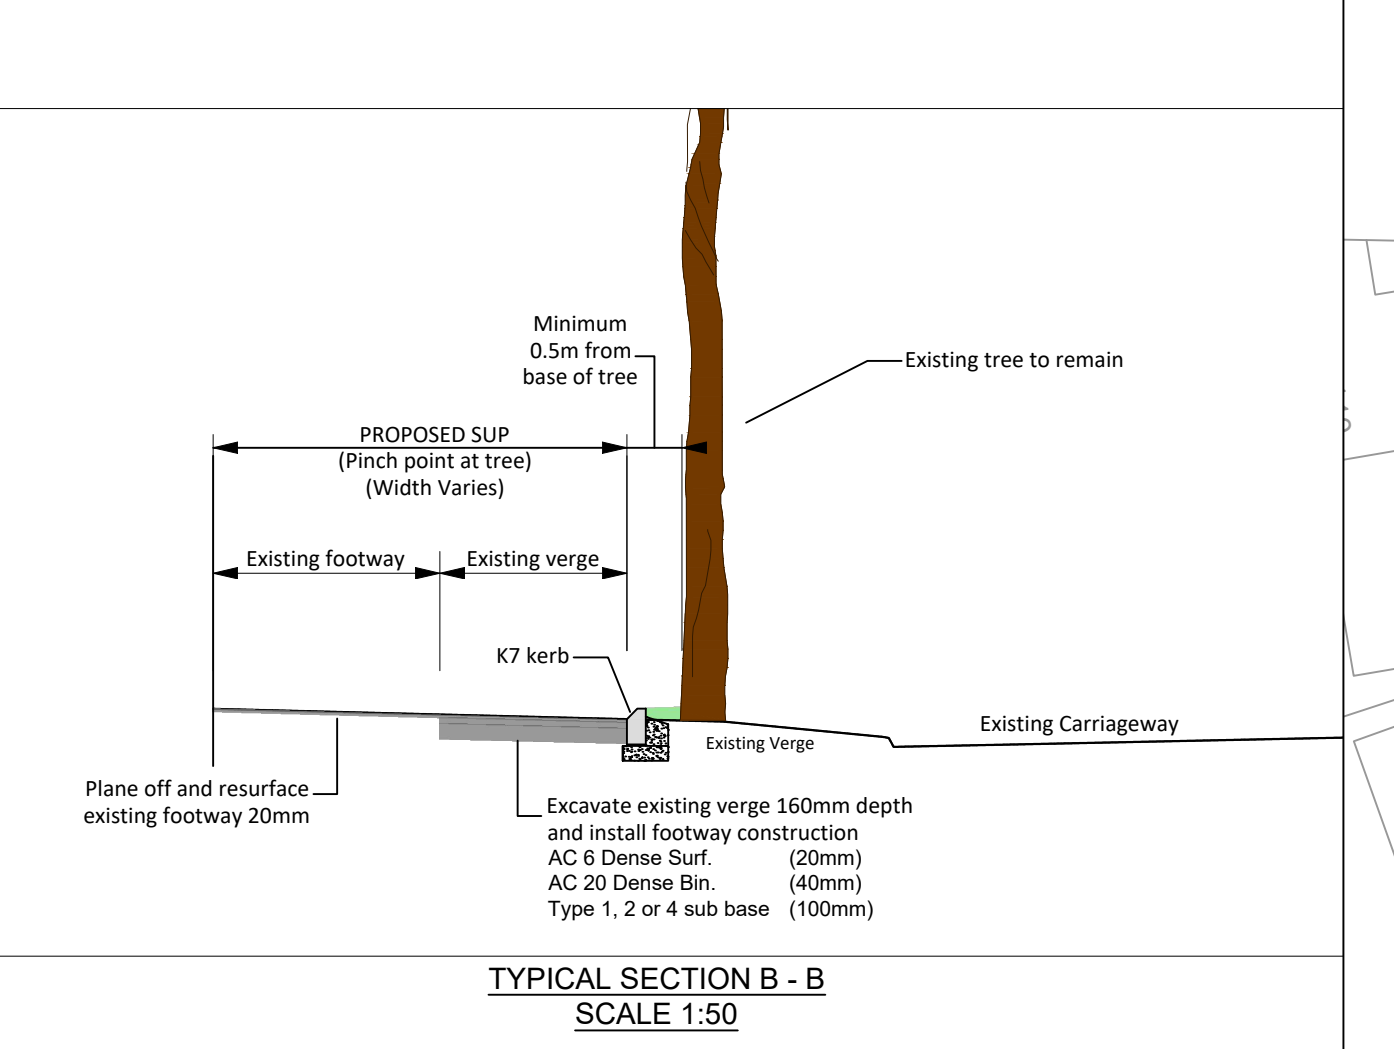 Minimum
0.5m from
base of tree
Existing tree to remain
PROPOSED SUP
(Pinch point at tree)
(Width Varies)
Existing footway
Existing verge
K7 kerb
Existing Carriageway
Existing Verge
Plane off and resurface
existing footway 20mm
Excavate existing verge 160mm depth
and install footway construction
AC 6 Dense Surf. (20mm)
AC 20 Dense Bin. (40mm)
Type 1, 2 or 4 sub base (100mm)
TYPICAL SECTION B - B
SCALE 1:50